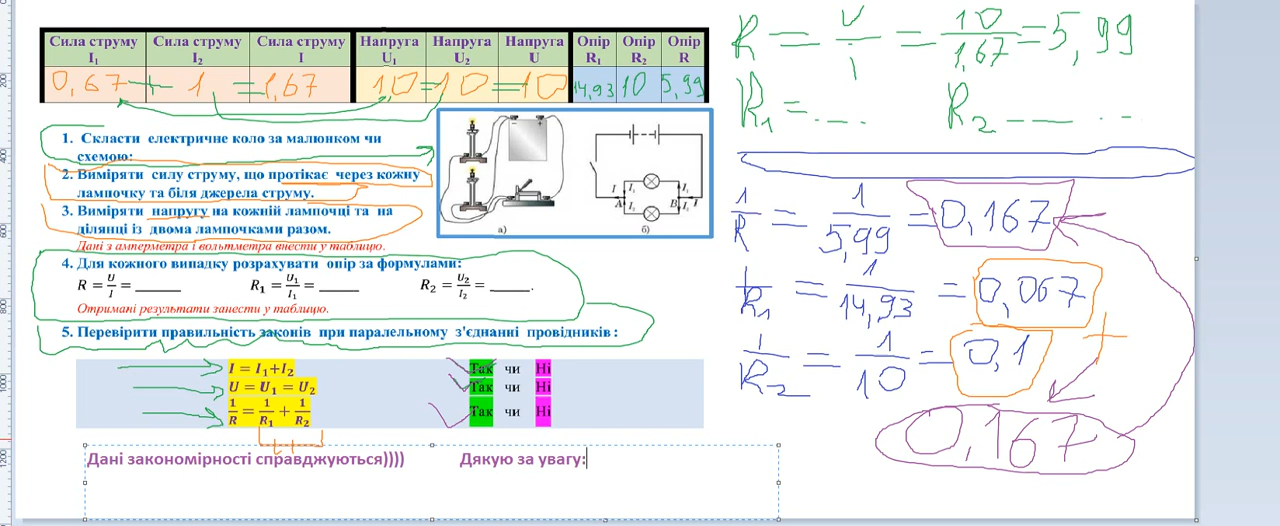 Сила струму I₁ Сила струму I₂ Сила струму I Напруга U₁ Напруга U₂ Напруга U Опір R₁ Опір R₂ Опір R
0,67 + 1 = 1,67 10 = 10 = 10 14,93 10 5,99
1. Скласти електричне коло за малюнком чи
схемою:
2. Виміряти силу струму, що протікає через кожну
лампочку та біля джерела струму.
3. Виміряти напругу на кожній лампочці та на
ділянці із двома лампочками разом.
Дані з амперметра і вольтметра внести у таблицю.
а) б)
I I₁ I₁ A I₂ B I₂ I
4. Для кожного випадку розрахувати опір за формулами:
R = U/I = ______ R₁ = U₁/I₁ = ______ R₂ = U₂/I₂ = ______.
Отримані результати занести у таблицю.
5. Перевірити правильність законів при паралельному з'єднанні провідників:
I = I₁+I₂ Так чи Ні
U = U₁ = U₂ Так чи Ні
1/R = 1/R₁ + 1/R₂ Так чи Ні
Дані закономірності справджуються)))) Дякую за увагу:
R = U/i = 10/1,67 = 5,99
R₁ = .... R₂ ......
1/R = 1/5,99 = 0,167
1/R₁ = 1/14,93 = 0,067
+
1/R₂ = 1/10 = 0,1
0,167